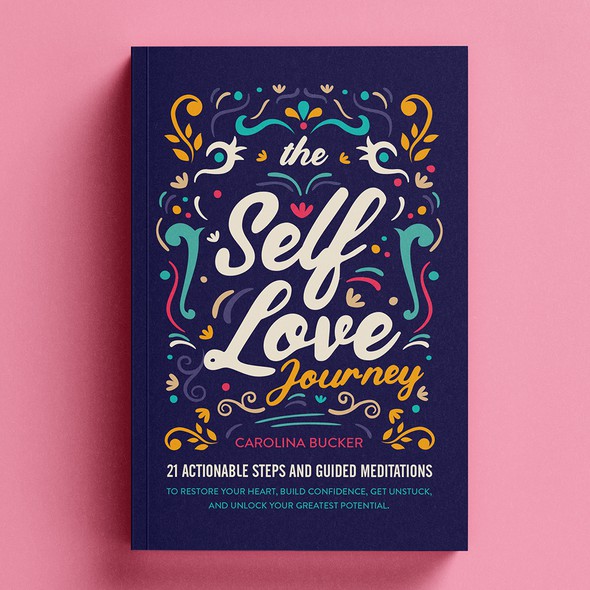 the
Self
Love
Journey
CAROLINA BUCKER
21 ACTIONABLE STEPS AND GUIDED MEDITATIONS
TO RESTORE YOUR HEART, BUILD CONFIDENCE, GET UNSTUCK,
AND UNLOCK YOUR GREATEST POTENTIAL.